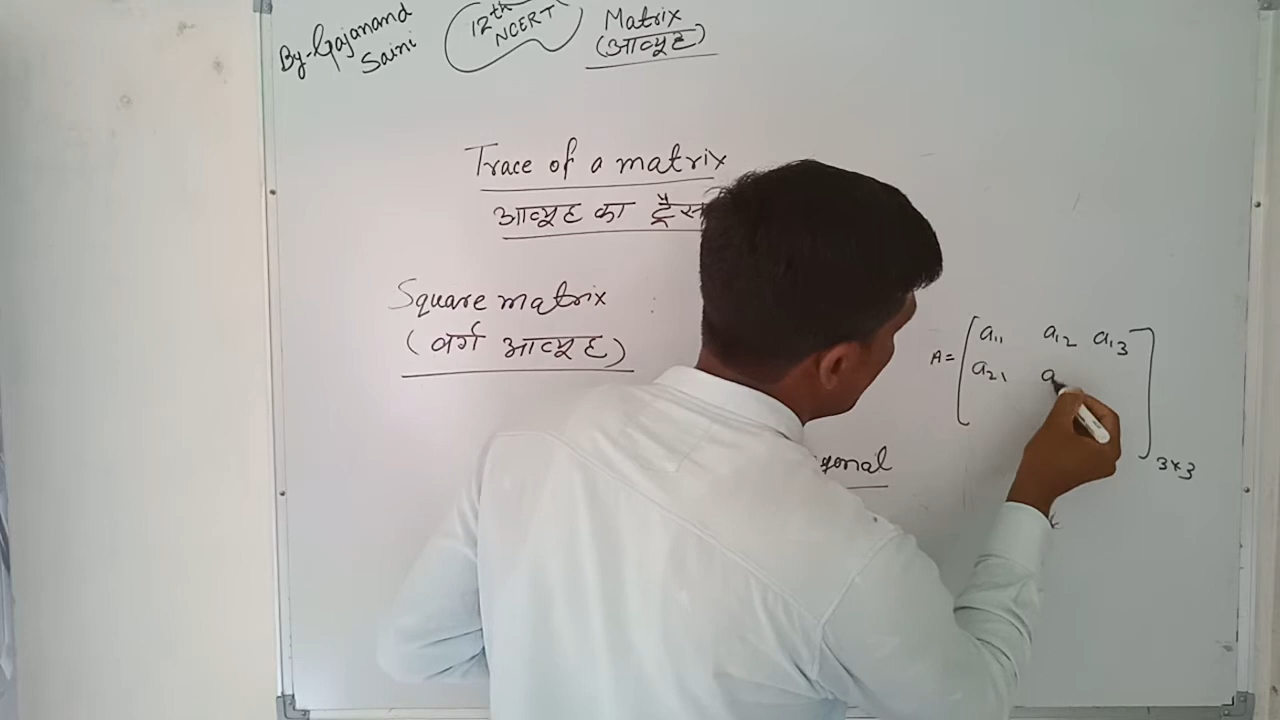 By-Gajanand
Saini
12th
NCERT
Matrix
(आव्यूह)
Trace of a matrix
आव्यूह का ट्रैस
Square matrix
(वर्ग आव्यूह)
A = [ a11 a12 a13
a21 a
]3×3